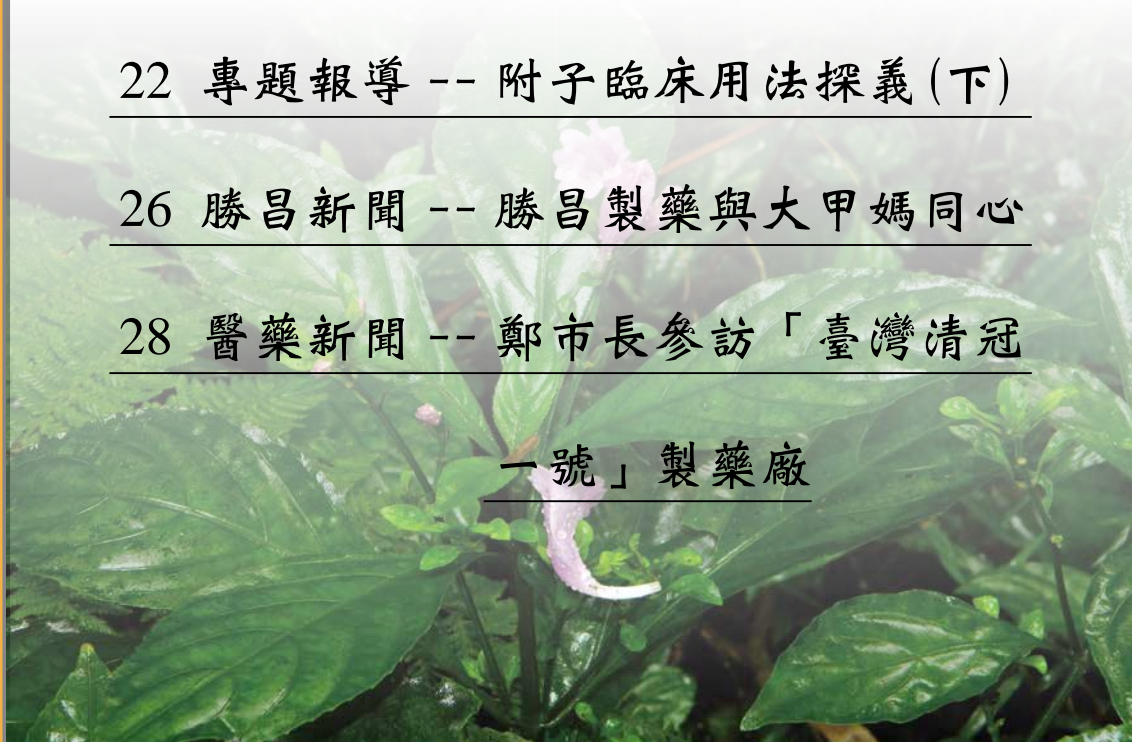 22 專題報導 -- 附子臨床用法探義(下)
26 勝昌新聞 -- 勝昌製藥與大甲媽同心
28 醫藥新聞 -- 鄭市長參訪「臺灣清冠
一號」製藥廠